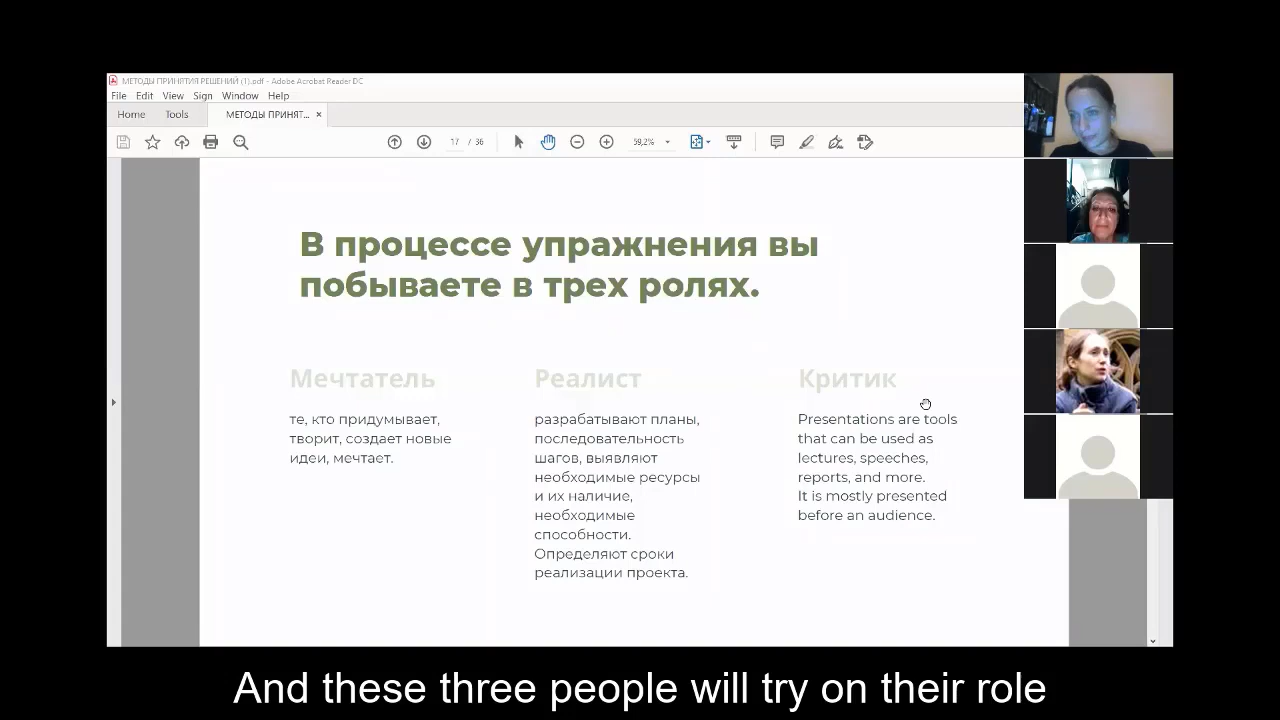 МЕТОДЫ ПРИНЯТИЯ РЕШЕНИЙ (1).pdf - Adobe Acrobat Reader DC
File Edit View Sign Window Help
Home Tools МЕТОДЫ ПРИНЯТ... ×
17 / 36 59,2%
В процессе упражнения вы
побываете в трех ролях.
Мечтатель
те, кто придумывает,
творит, создает новые
идеи, мечтает.
Реалист
разрабатывают планы,
последовательность
шагов, выявляют
необходимые ресурсы
и их наличие,
необходимые
способности.
Определяют сроки
реализации проекта.
Критик
Presentations are tools
that can be used as
lectures, speeches,
reports, and more.
It is mostly presented
before an audience.
And these three people will try on their role